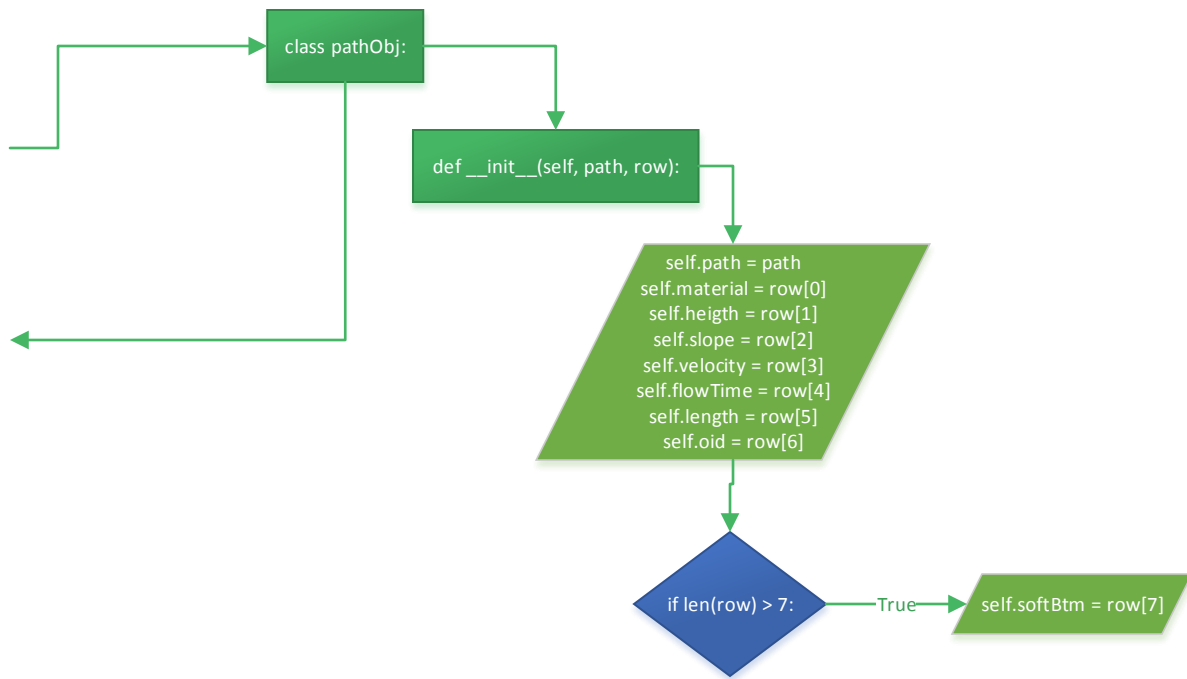 class pathObj:
def __init__(self, path, row):
self.path = path
self.material = row[0]
self.heigth = row[1]
self.slope = row[2]
self.velocity = row[3]
self.flowTime = row[4]
self.length = row[5]
self.oid = row[6]
if len(row) > 7:
True
self.softBtm = row[7]